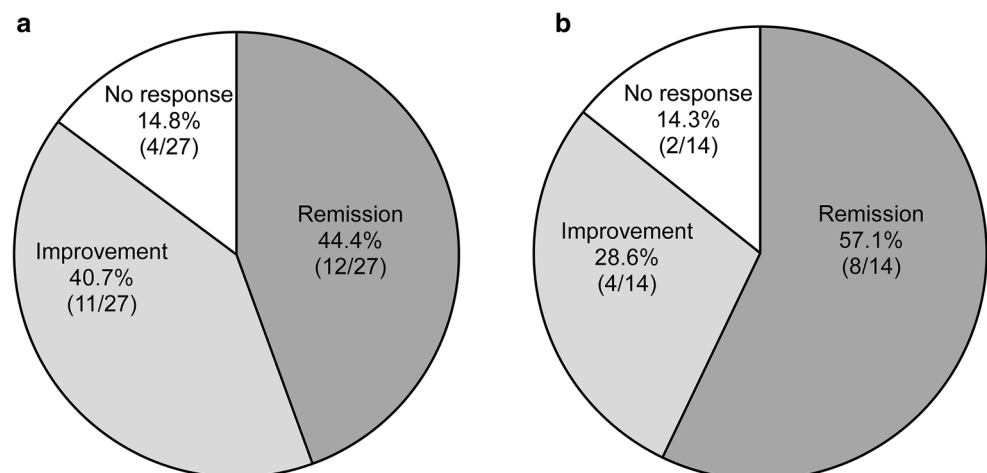 a
No response
14.8%
(4/27)
Remission
44.4%
(12/27)
Improvement
40.7%
(11/27)
b
No response
14.3%
(2/14)
Remission
57.1%
(8/14)
Improvement
28.6%
(4/14)